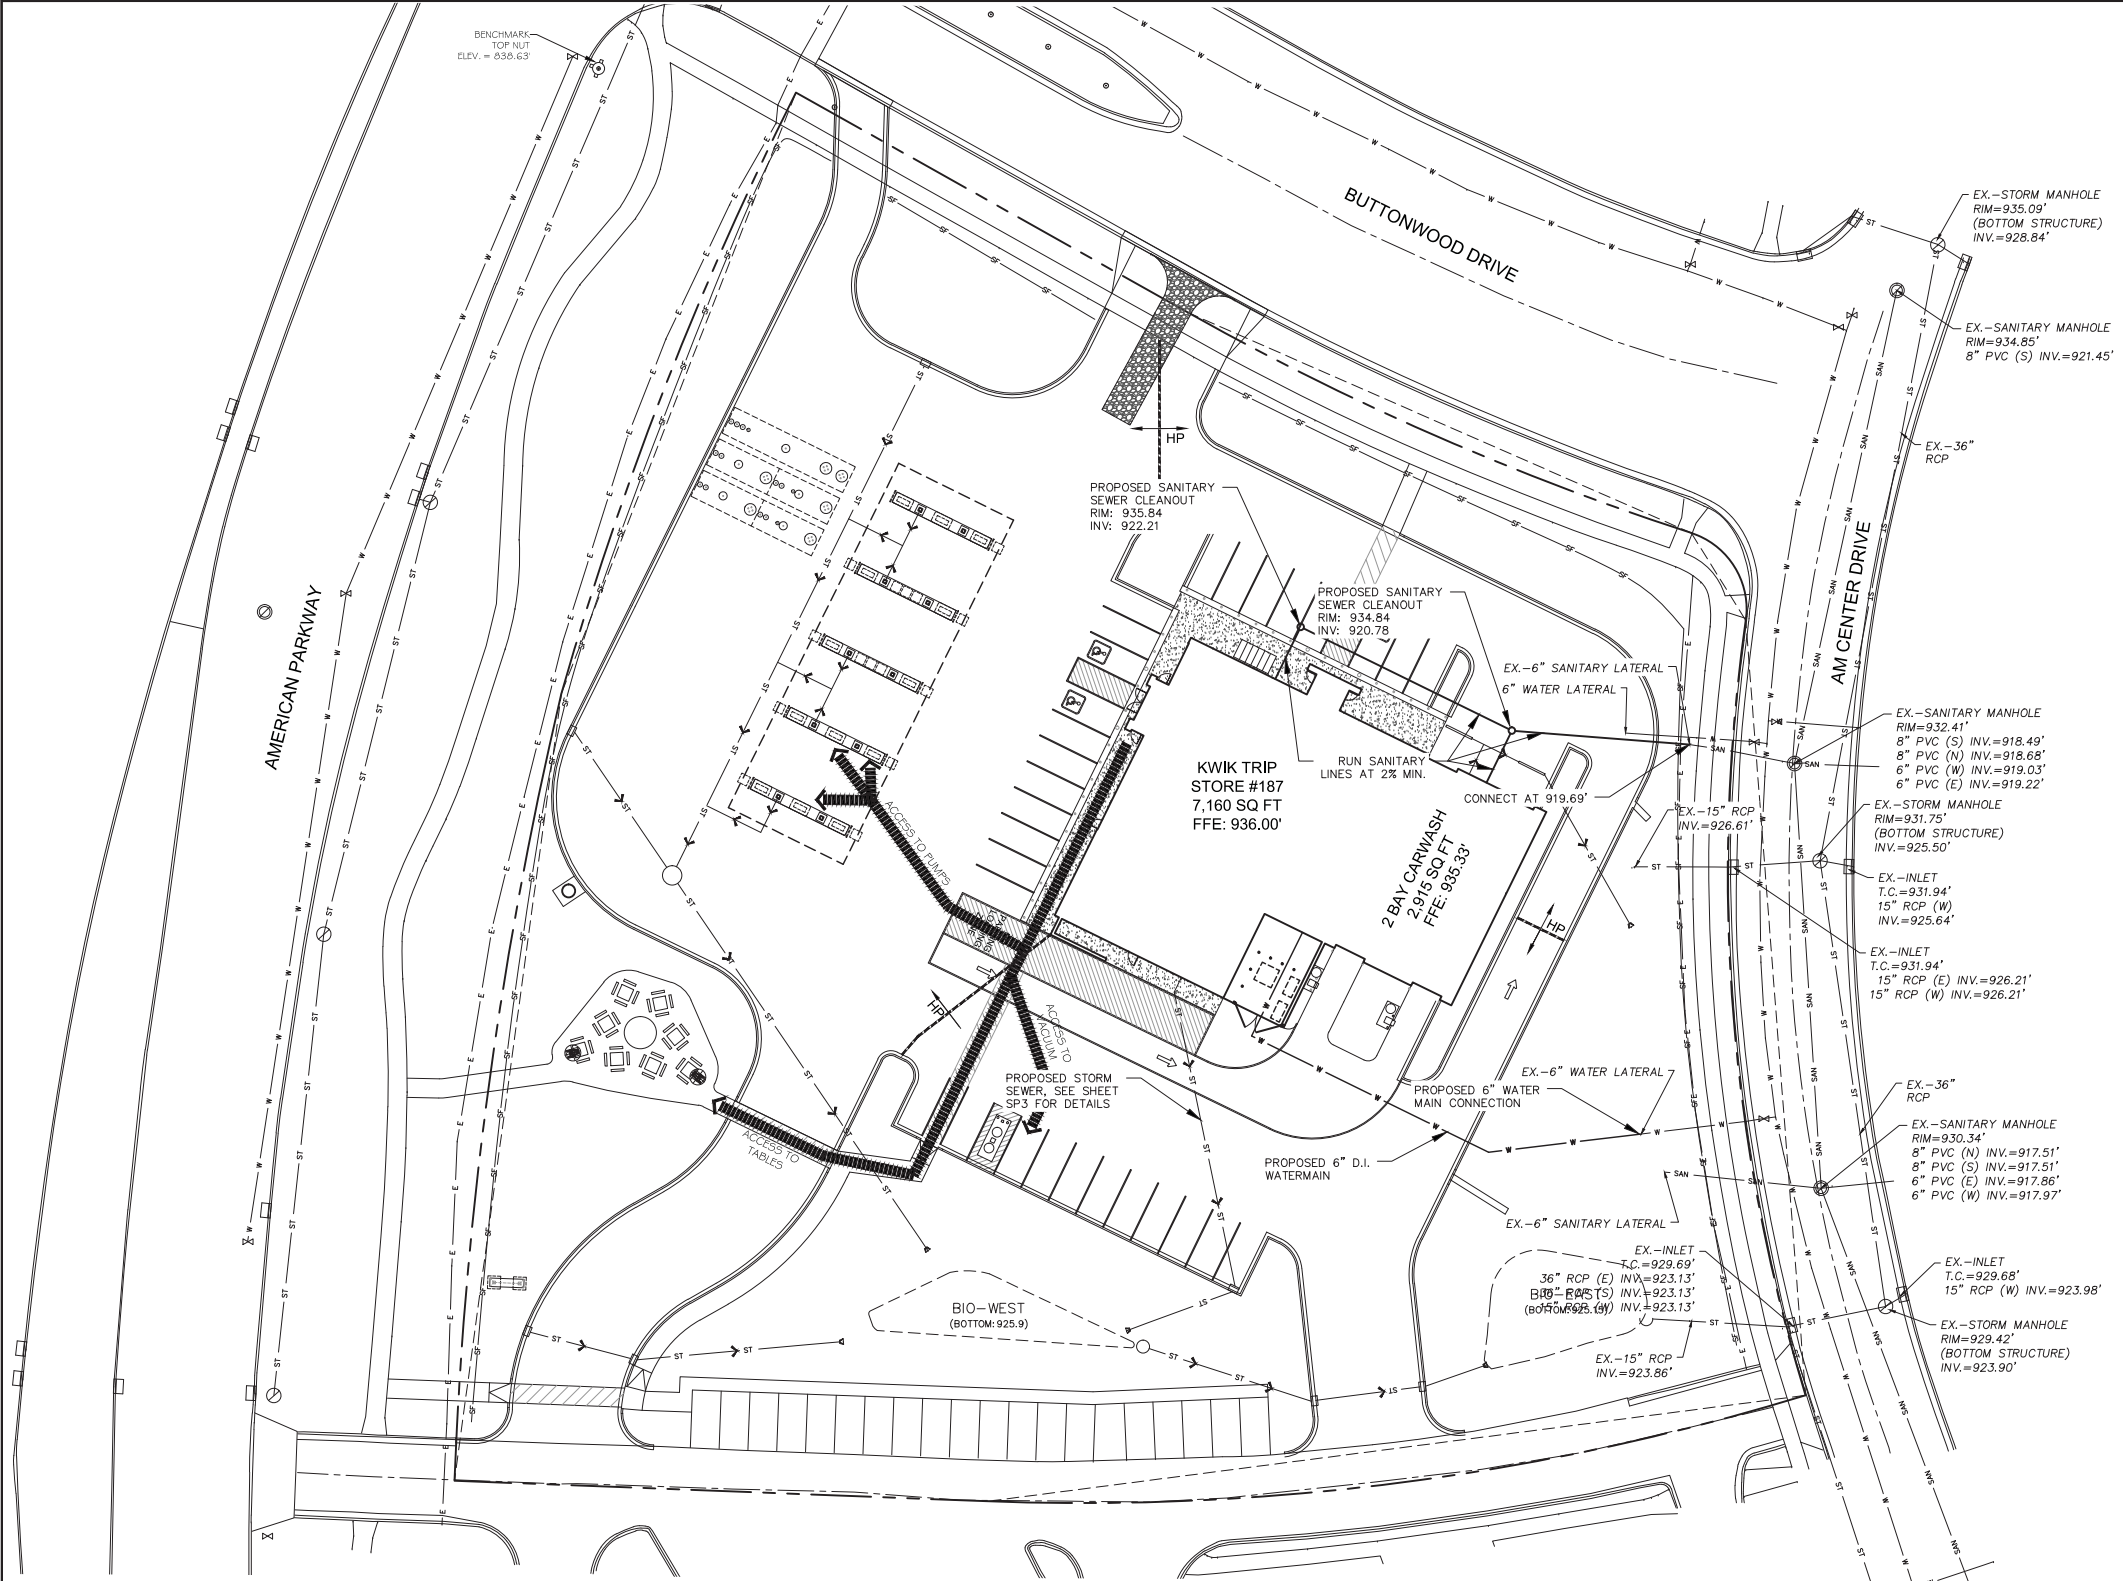 BENCHMARK
TOP NUT
ELEV. = 838.63'
BUTTONWOOD DRIVE
AMERICAN PARKWAY
AM CENTER DRIVE
EX.-STORM MANHOLE
RIM=935.09'
(BOTTOM STRUCTURE)
INV.=928.84'
EX.-SANITARY MANHOLE
RIM=934.85'
8" PVC (S) INV.=921.45'
EX.-36"
RCP
HP
PROPOSED SANITARY
SEWER CLEANOUT
RIM: 935.84
INV: 922.21
PROPOSED SANITARY
SEWER CLEANOUT
RIM: 934.84
INV: 920.78
EX.-6" SANITARY LATERAL
6" WATER LATERAL
EX.-SANITARY MANHOLE
RIM=932.41'
8" PVC (S) INV.=918.49'
8" PVC (N) INV.=918.68'
6" PVC (W) INV.=919.03'
6" PVC (E) INV.=919.22'
RUN SANITARY
LINES AT 2% MIN.
KWIK TRIP
STORE #187
7,160 SQ FT
FFE: 936.00'
CONNECT AT 919.69'
2 BAY CARWASH
2,915 SQ FT
FFE: 935.33'
EX.-15" RCP
INV=926.61'
EX.-STORM MANHOLE
RIM=931.75'
(BOTTOM STRUCTURE)
INV.=925.50'
EX.-INLET
T.C=931.94'
15" RCP (W)
INV.=925.64'
EX.-INLET
T.C.=931.94'
15" RCP (E) INV.=926.21'
15" RCP (W) INV.=926.21'
ACCESS TO PUMPS
HP
HP
ACCESS TO
VACUUM
PROPOSED STORM
SEWER, SEE SHEET
SP3 FOR DETAILS
EX.-6" WATER LATERAL
PROPOSED 6" WATER
MAIN CONNECTION
PROPOSED 6" D.I.
WATERMAIN
ACCESS TO
TABLES
EX.-36"
RCP
EX.-SANITARY MANHOLE
RIM=930.34'
8" PVC (N) INV.=917.51'
8" PVC (S) INV.=917.51'
6" PVC (E) INV.=917.86'
6" PVC (W) INV.=917.97'
EX.-6" SANITARY LATERAL
EX.-INLET
T.C.=929.69'
36" RCP (E) INV.=923.13'
36" RCP (S) INV.=923.13'
15" RCP (W) INV.=923.13'
BIO-EAST
BIO-WEST
(BOTTOM: 925.9)
EX.-INLET
T.C.=929.68'
15" RCP (W) INV.=923.98'
EX.-STORM MANHOLE
RIM=929.42'
(BOTTOM STRUCTURE)
INV.=923.90'
EX.-15" RCP
INV.=923.86'